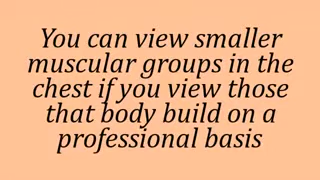 You can view smaller
muscular groups in the
chest if you view those
that body build on a
professional basis